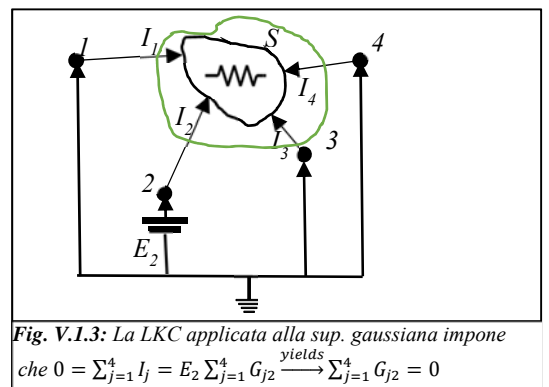 1
I₁
S
4
I₄
I₂
I₃
3
2
E₂
Fig. V.1.3: La LKC applicata alla sup. gaussiana impone
che 0 = ∑⁴ⱼ₌₁ Iⱼ = E₂ ∑⁴ⱼ₌₁ Gⱼ₂ yields→ ∑⁴ⱼ₌₁ Gⱼ₂ = 0